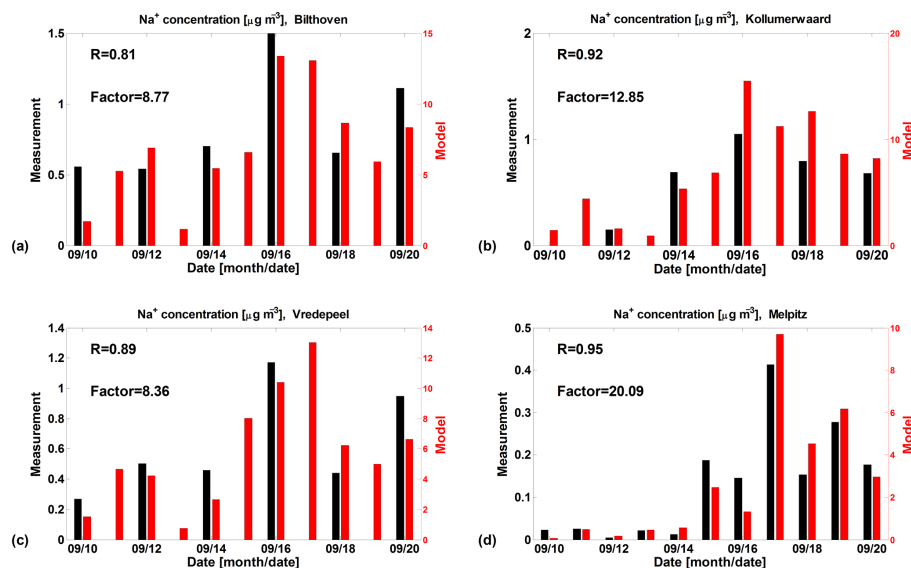 Na+ concentration [μg m−3], Bilthoven
R=0.81
Factor=8.77
Measurement
Model
1.5
1
0.5
0
15
10
5
0
09/10 09/12 09/14 09/16 09/18 09/20
Date [month/date]
(a)
Na+ concentration [μg m−3], Kollumerwaard
R=0.92
Factor=12.85
Measurement
Model
2
1
0
20
10
0
09/10 09/12 09/14 09/16 09/18 09/20
Date [month/date]
(b)
Na+ concentration [μg m−3], Vredepeel
R=0.89
Factor=8.36
Measurement
Model
1.4
1.2
1
0.8
0.6
0.4
0.2
0
14
12
10
8
6
4
2
0
09/10 09/12 09/14 09/16 09/18 09/20
Date [month/date]
(c)
Na+ concentration [μg m−3], Melpitz
R=0.95
Factor=20.09
Measurement
Model
0.5
0.4
0.3
0.2
0.1
0
10
8
6
4
2
0
09/10 09/12 09/14 09/16 09/18 09/20
Date [month/date]
(d)